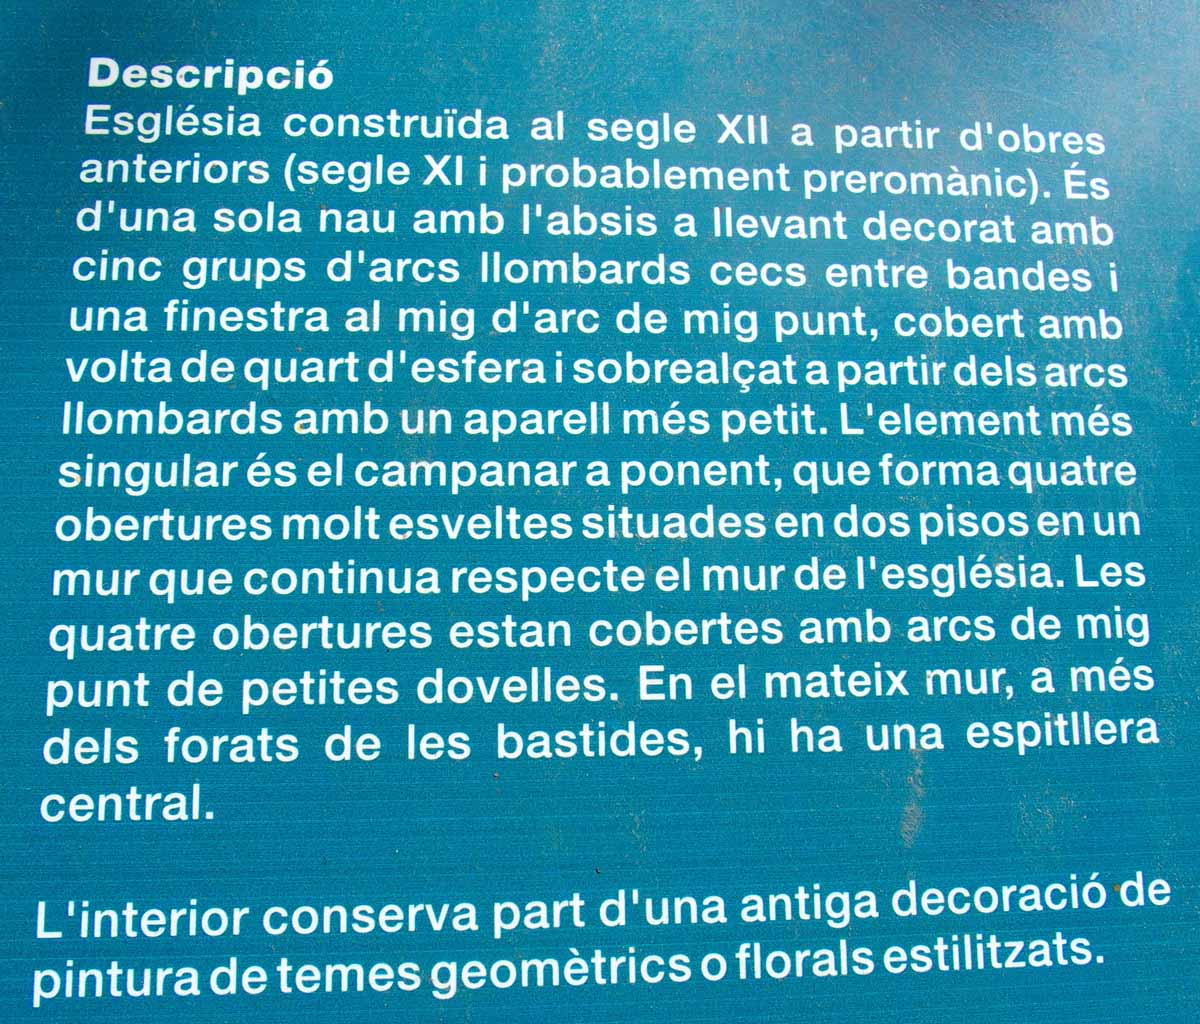 Descripció
Església construïda al segle XII a partir d'obres
anteriors (segle XI i probablement preromànic). És
d'una sola nau amb l'absis a llevant decorat amb
cinc grups d'arcs llombards cecs entre bandes i
una finestra al mig d'arc de mig punt, cobert amb
volta de quart d'esfera i sobrealçat a partir dels arcs
llombards amb un aparell més petit. L'element més
singular és el campanar a ponent, que forma quatre
obertures molt esveltes situades en dos pisos en un
mur que continua respecte el mur de l'església. Les
quatre obertures estan cobertes amb arcs de mig
punt de petites dovelles. En el mateix mur, a més
dels forats de les bastides, hi ha una espitllera
central.
L'interior conserva part d'una antiga decoració de
pintura de temes geomètrics o florals estilitzats.